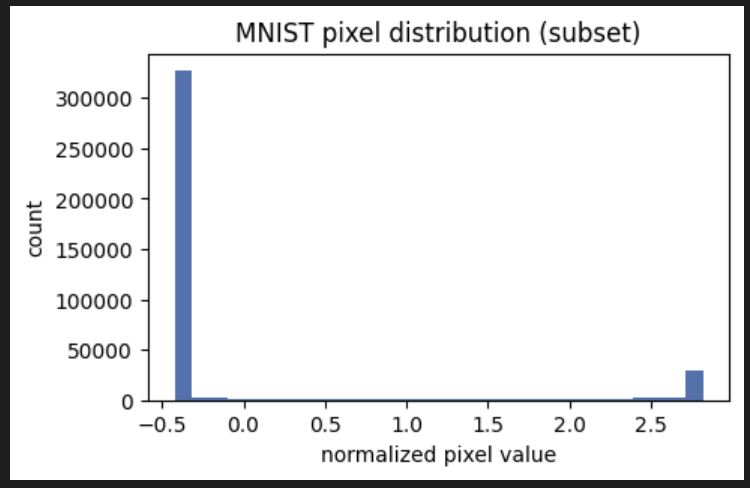 MNIST pixel distribution (subset)
300000
250000
200000
150000
100000
50000
0
count
−0.5 0.0 0.5 1.0 1.5 2.0 2.5
normalized pixel value